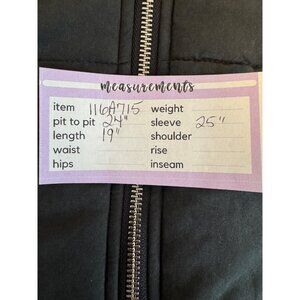 measurements
item 116A715 weight
pit to pit 24" sleeve 25"
length 19" shoulder
waist rise
hips inseam